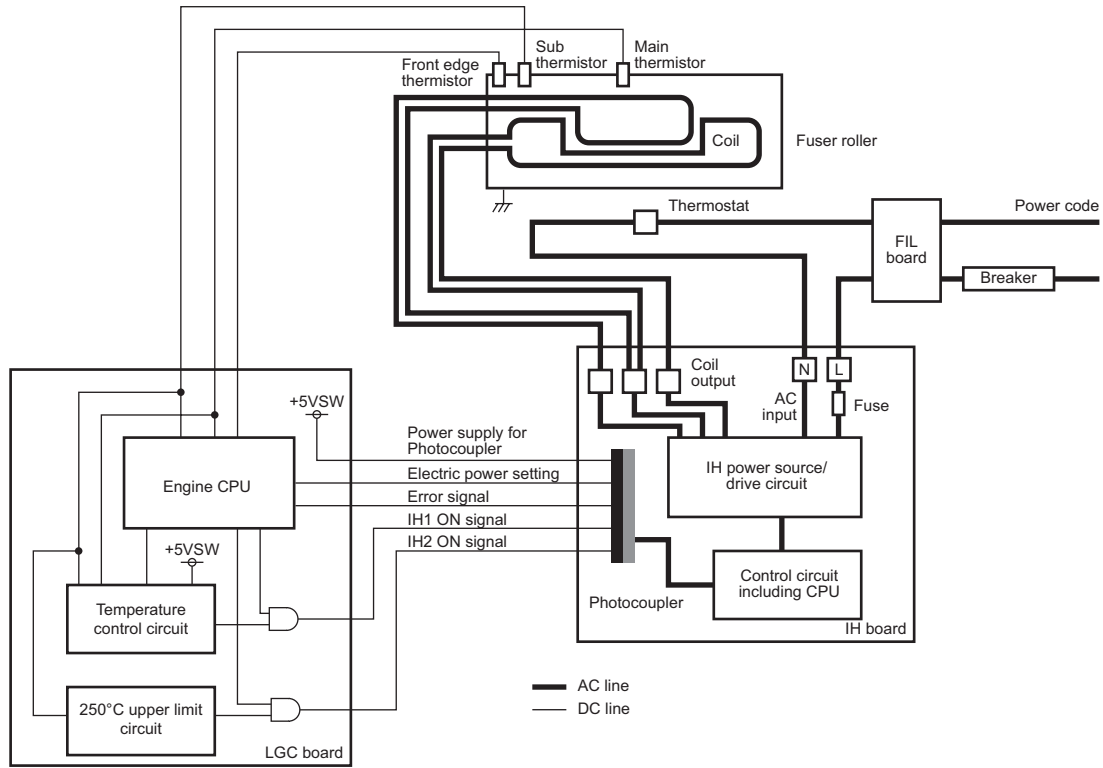 Front edge
thermistor
Sub
thermistor
Main
thermistor
Coil
Fuser roller
Thermostat
Power code
FIL
board
Breaker
Coil
output
N
L
AC
input
Fuse
+5VSW
Power supply for
Photocoupler
Electric power setting
Error signal
IH1 ON signal
IH2 ON signal
Engine CPU
IH power source/
drive circuit
+5VSW
Temperature
control circuit
Photocoupler
Control circuit
including CPU
IH board
250°C upper limit
circuit
LGC board
AC line
DC line